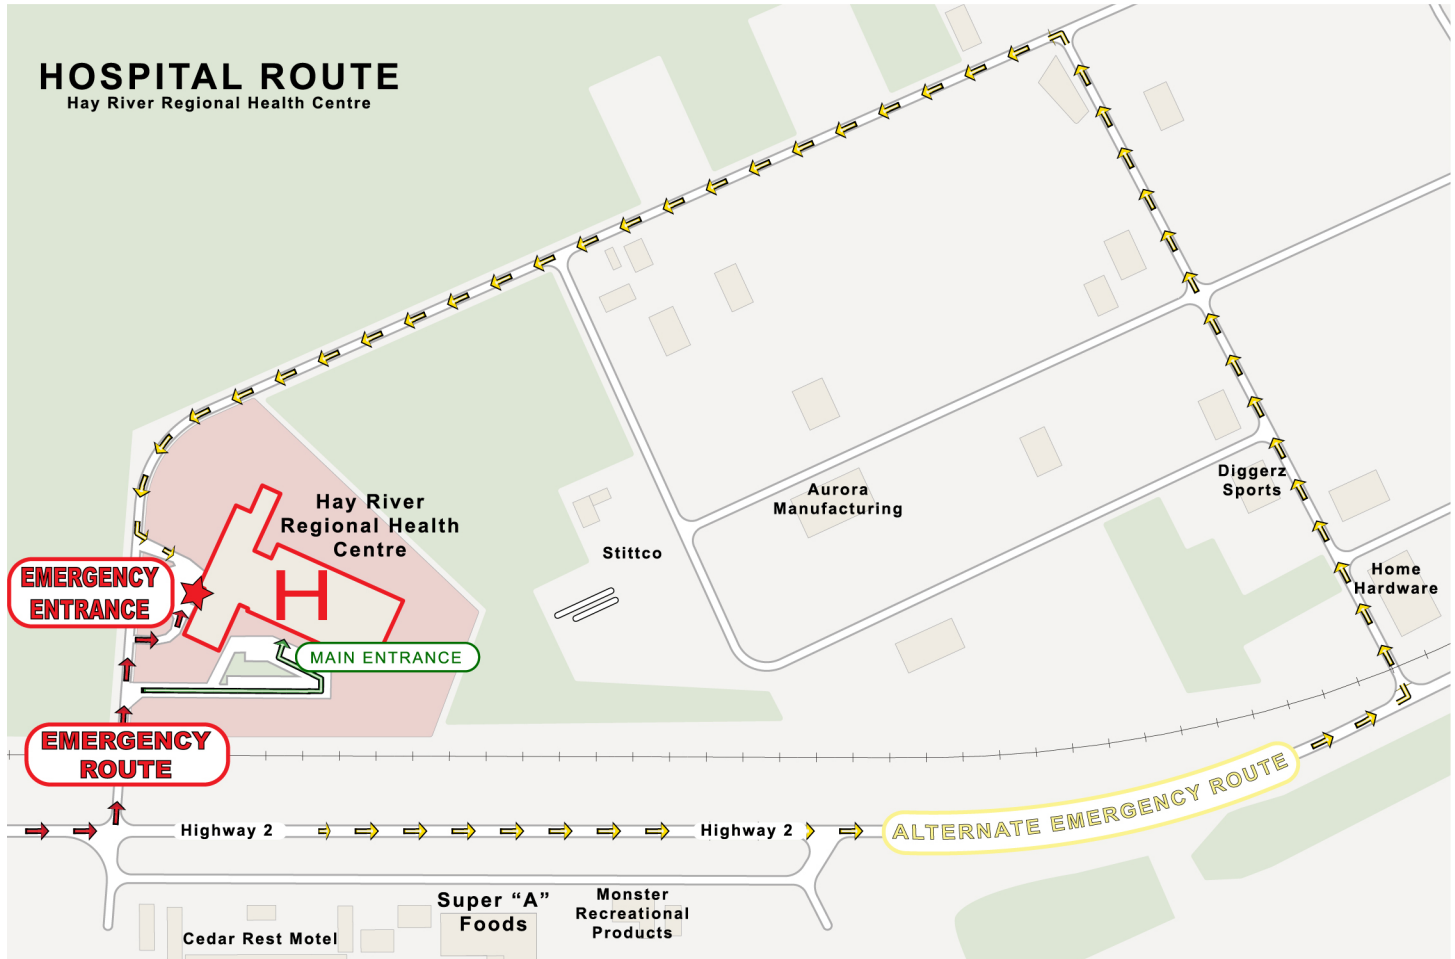 HOSPITAL ROUTE
Hay River Regional Health Centre
Hay River
Regional Health
Centre
H
EMERGENCY
ENTRANCE
MAIN ENTRANCE
EMERGENCY
ROUTE
Stittco
Aurora
Manufacturing
Diggerz
Sports
Home
Hardware
Highway 2
Highway 2
ALTERNATE EMERGENCY ROUTE
Super “A”
Foods
Monster
Recreational
Products
Cedar Rest Motel